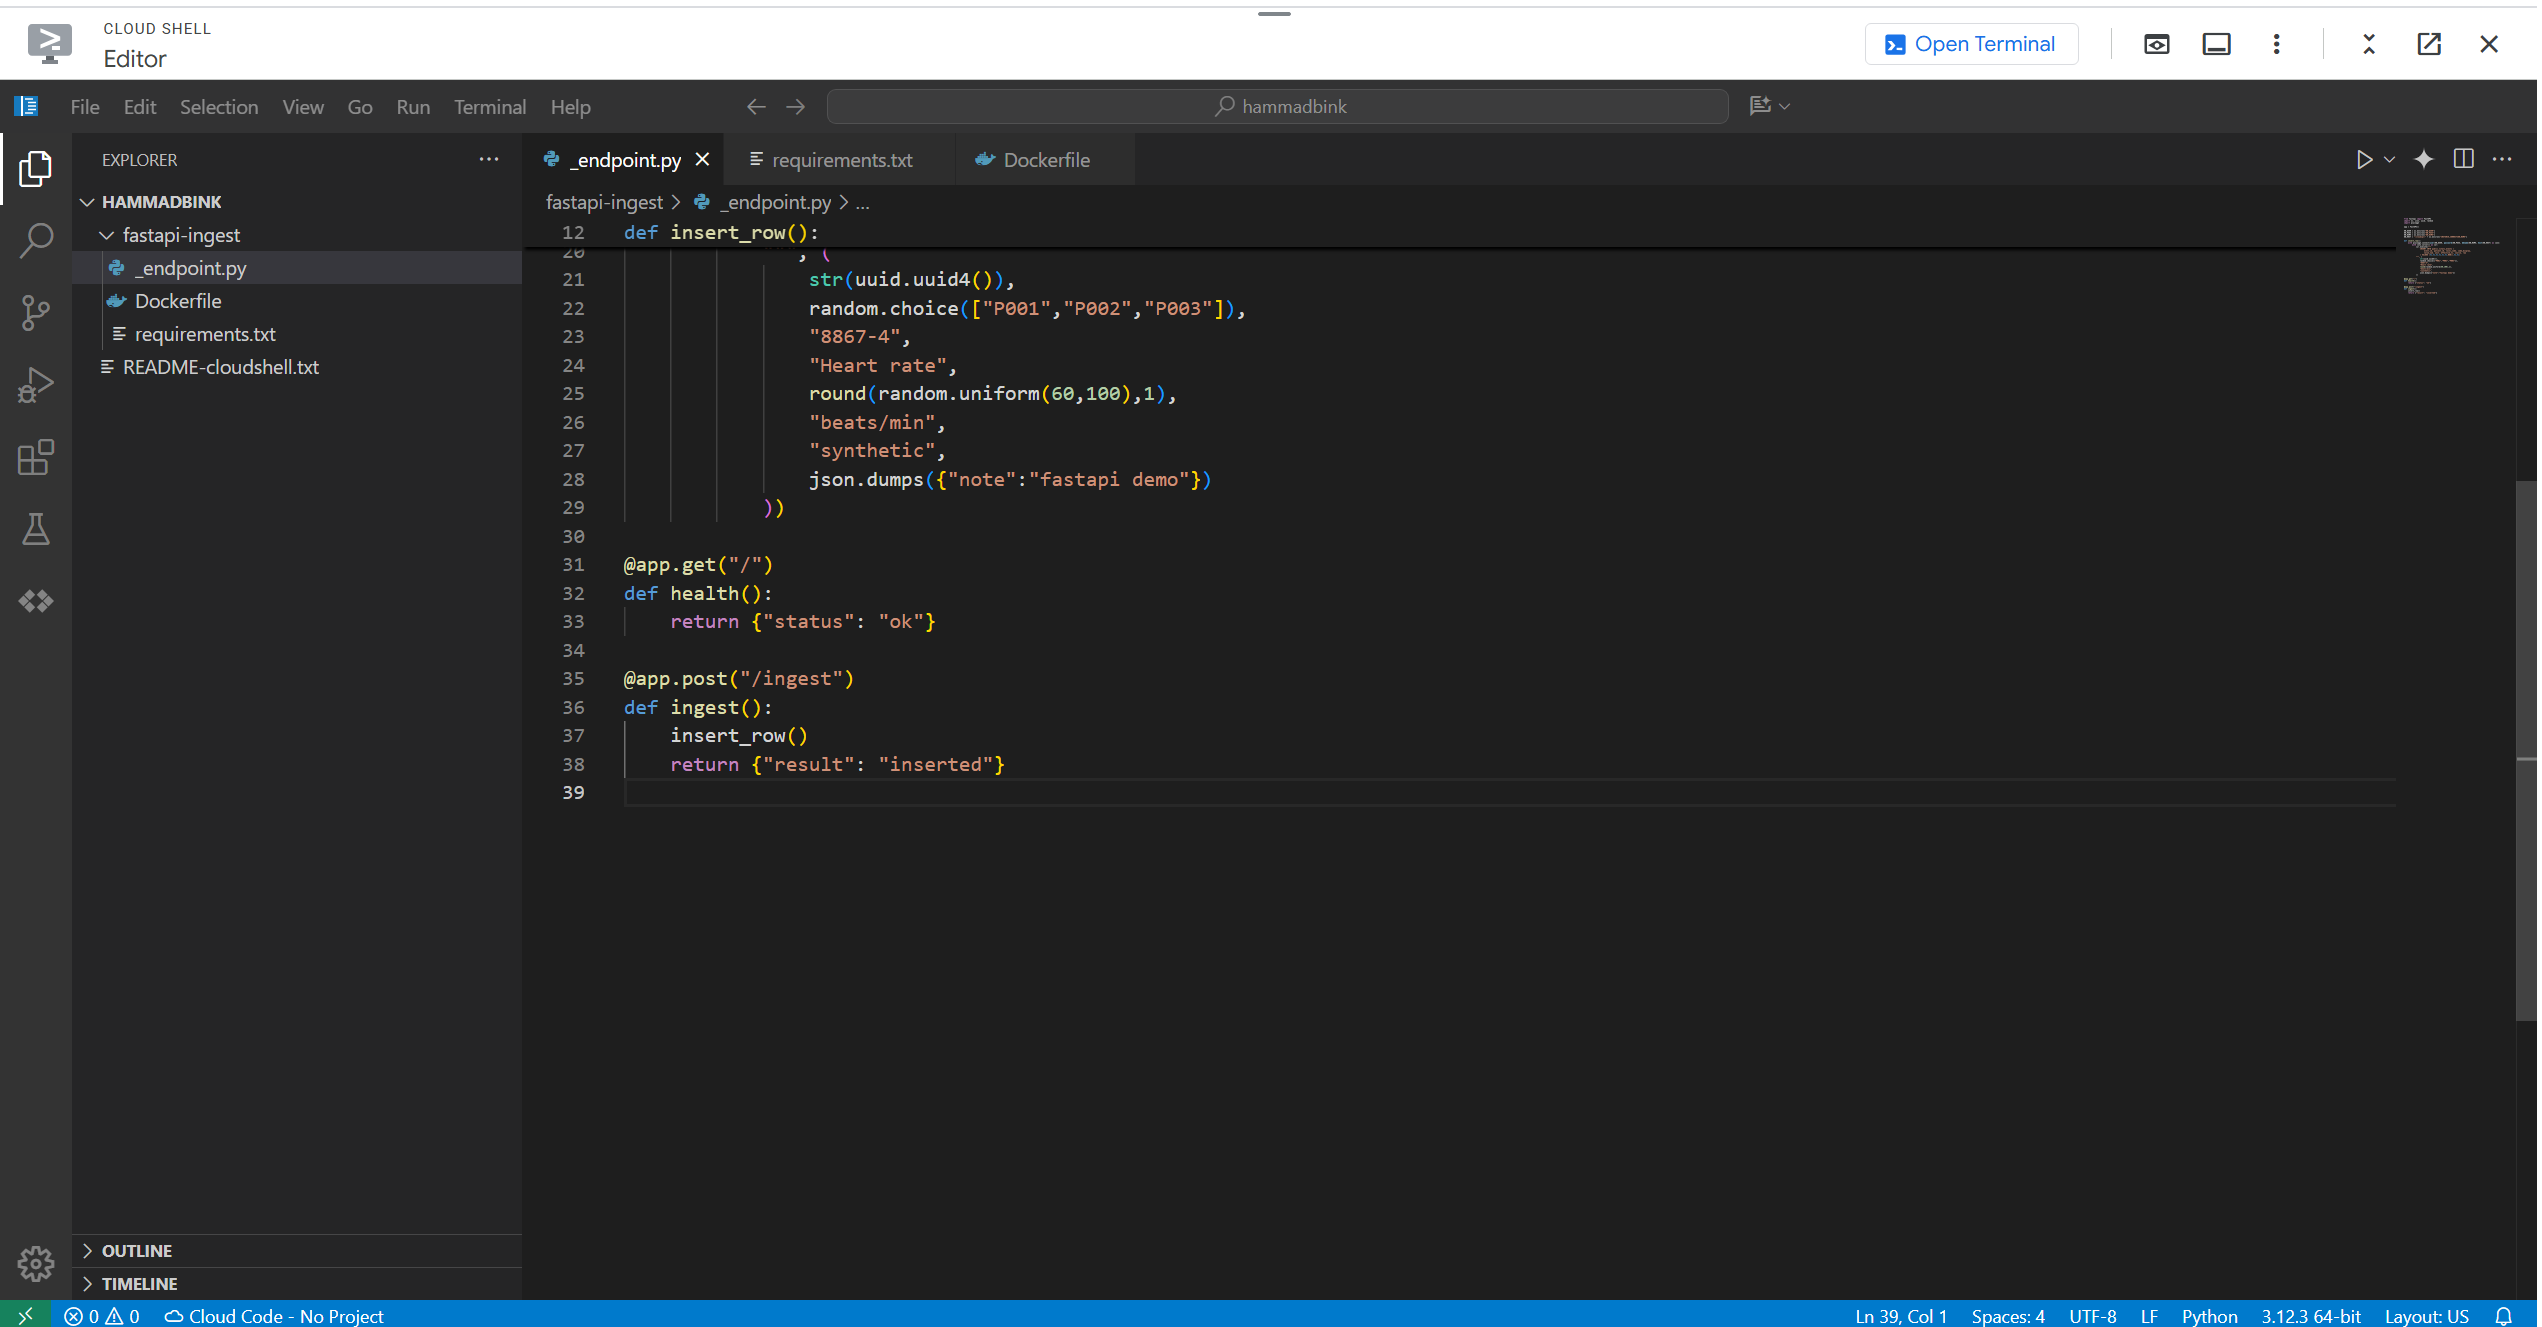 CLOUD SHELL
Editor
Open Terminal
File Edit Selection View Go Run Terminal Help
hammadbink
EXPLORER
HAMMADBINK
fastapi-ingest
_endpoint.py
Dockerfile
requirements.txt
README-cloudshell.txt
OUTLINE
TIMELINE
_endpoint.py requirements.txt Dockerfile
fastapi-ingest > _endpoint.py > ...
12 def insert_row():
20 , (
21 str(uuid.uuid4()),
22 random.choice(["P001","P002","P003"]),
23 "8867-4",
24 "Heart rate",
25 round(random.uniform(60,100),1),
26 "beats/min",
27 "synthetic",
28 json.dumps({"note":"fastapi demo"})
29 ))
30
31 @app.get("/")
32 def health():
33 return {"status": "ok"}
34
35 @app.post("/ingest")
36 def ingest():
37 insert_row()
38 return {"result": "inserted"}
39
0 0 Cloud Code - No Project Ln 39, Col 1 Spaces: 4 UTF-8 LF Python 3.12.3 64-bit Layout: US